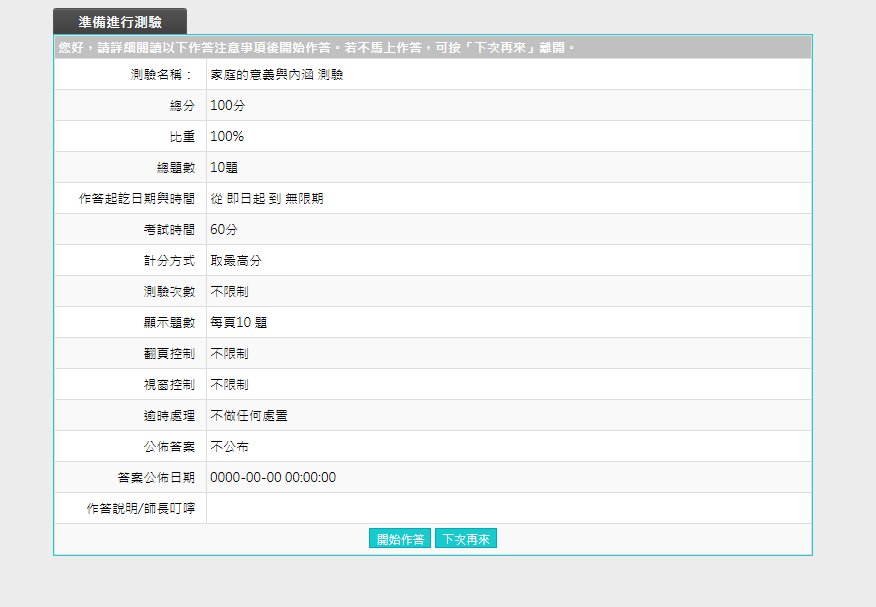 準備進行測驗
您好，請詳細閱讀以下作答注意事項後開始作答。若不馬上作答，可按「下次再來」離開。
測驗名稱： 家庭的意義與內涵 測驗
總分 100分
比重 100%
總題數 10題
作答起訖日期與時間 從 即日起 到 無限期
考試時間 60分
計分方式 取最高分
測驗次數 不限制
顯示題數 每頁10 題
翻頁控制 不限制
視窗控制 不限制
逾時處理 不做任何處置
公佈答案 不公布
答案公佈日期 0000-00-00 00:00:00
作答說明/師長叮嚀
開始作答 下次再來